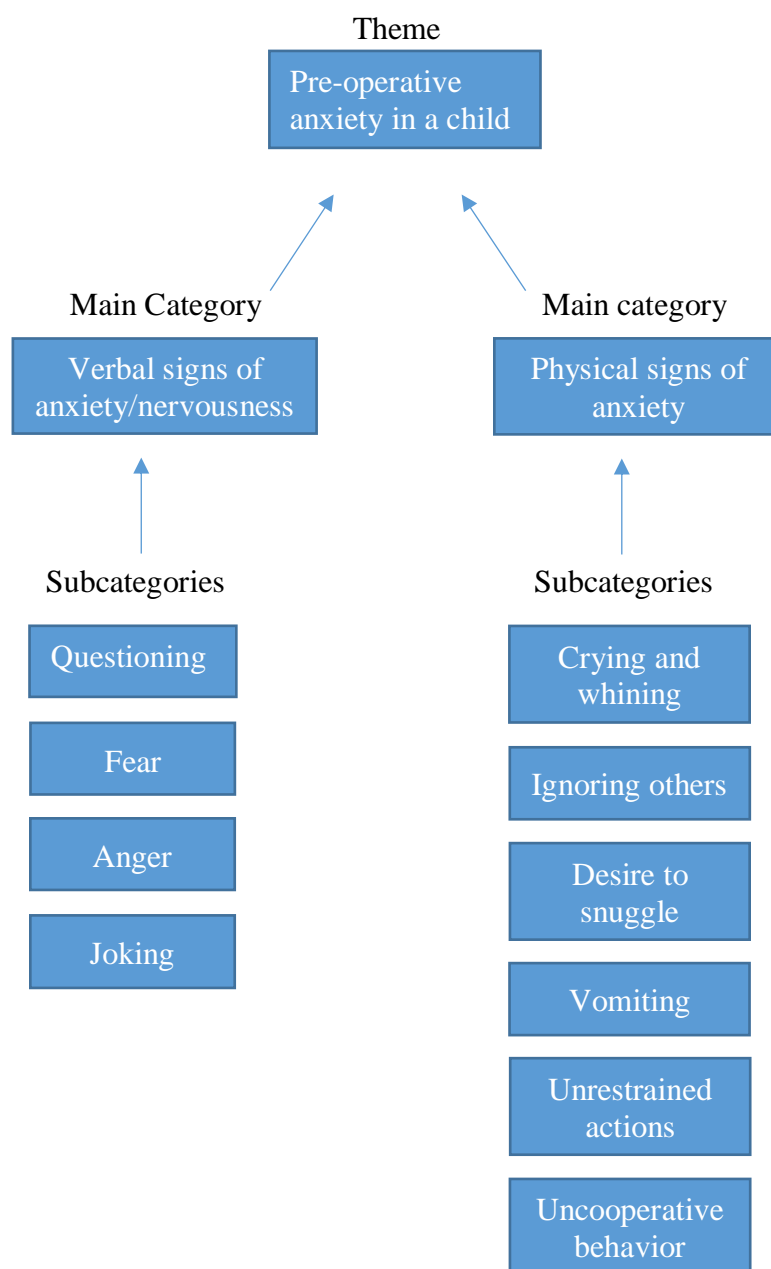 Theme
Pre-operative
anxiety in a child
Main Category
Verbal signs of
anxiety/nervousness
Subcategories
Questioning
Fear
Anger
Joking
Main category
Physical signs of
anxiety
Subcategories
Crying and
whining
Ignoring others
Desire to
snuggle
Vomiting
Unrestrained
actions
Uncooperative
behavior